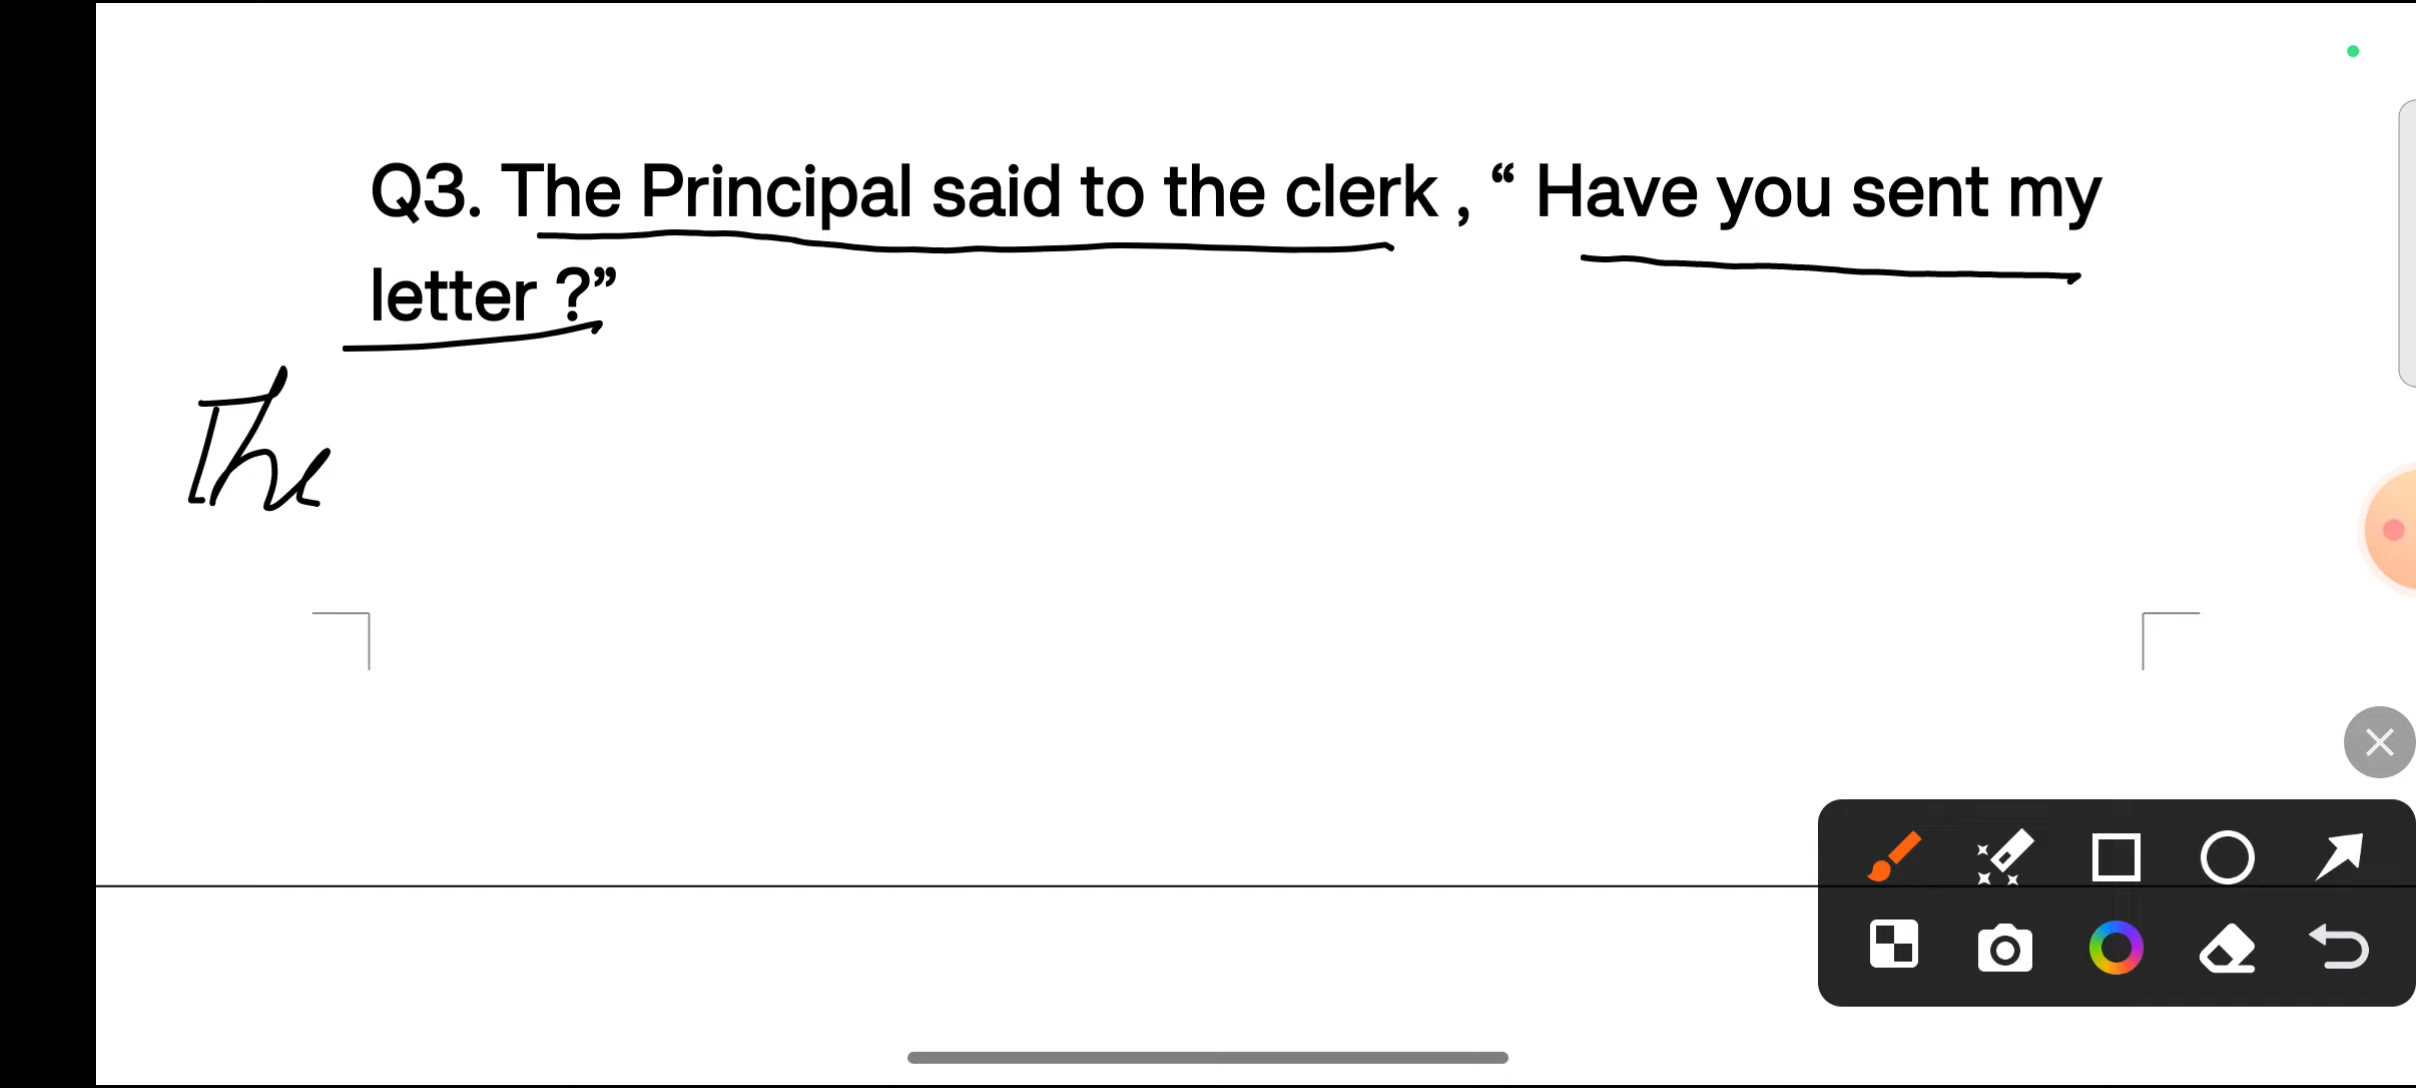 Q3. The Principal said to the clerk , “ Have you sent my
letter ?”
The